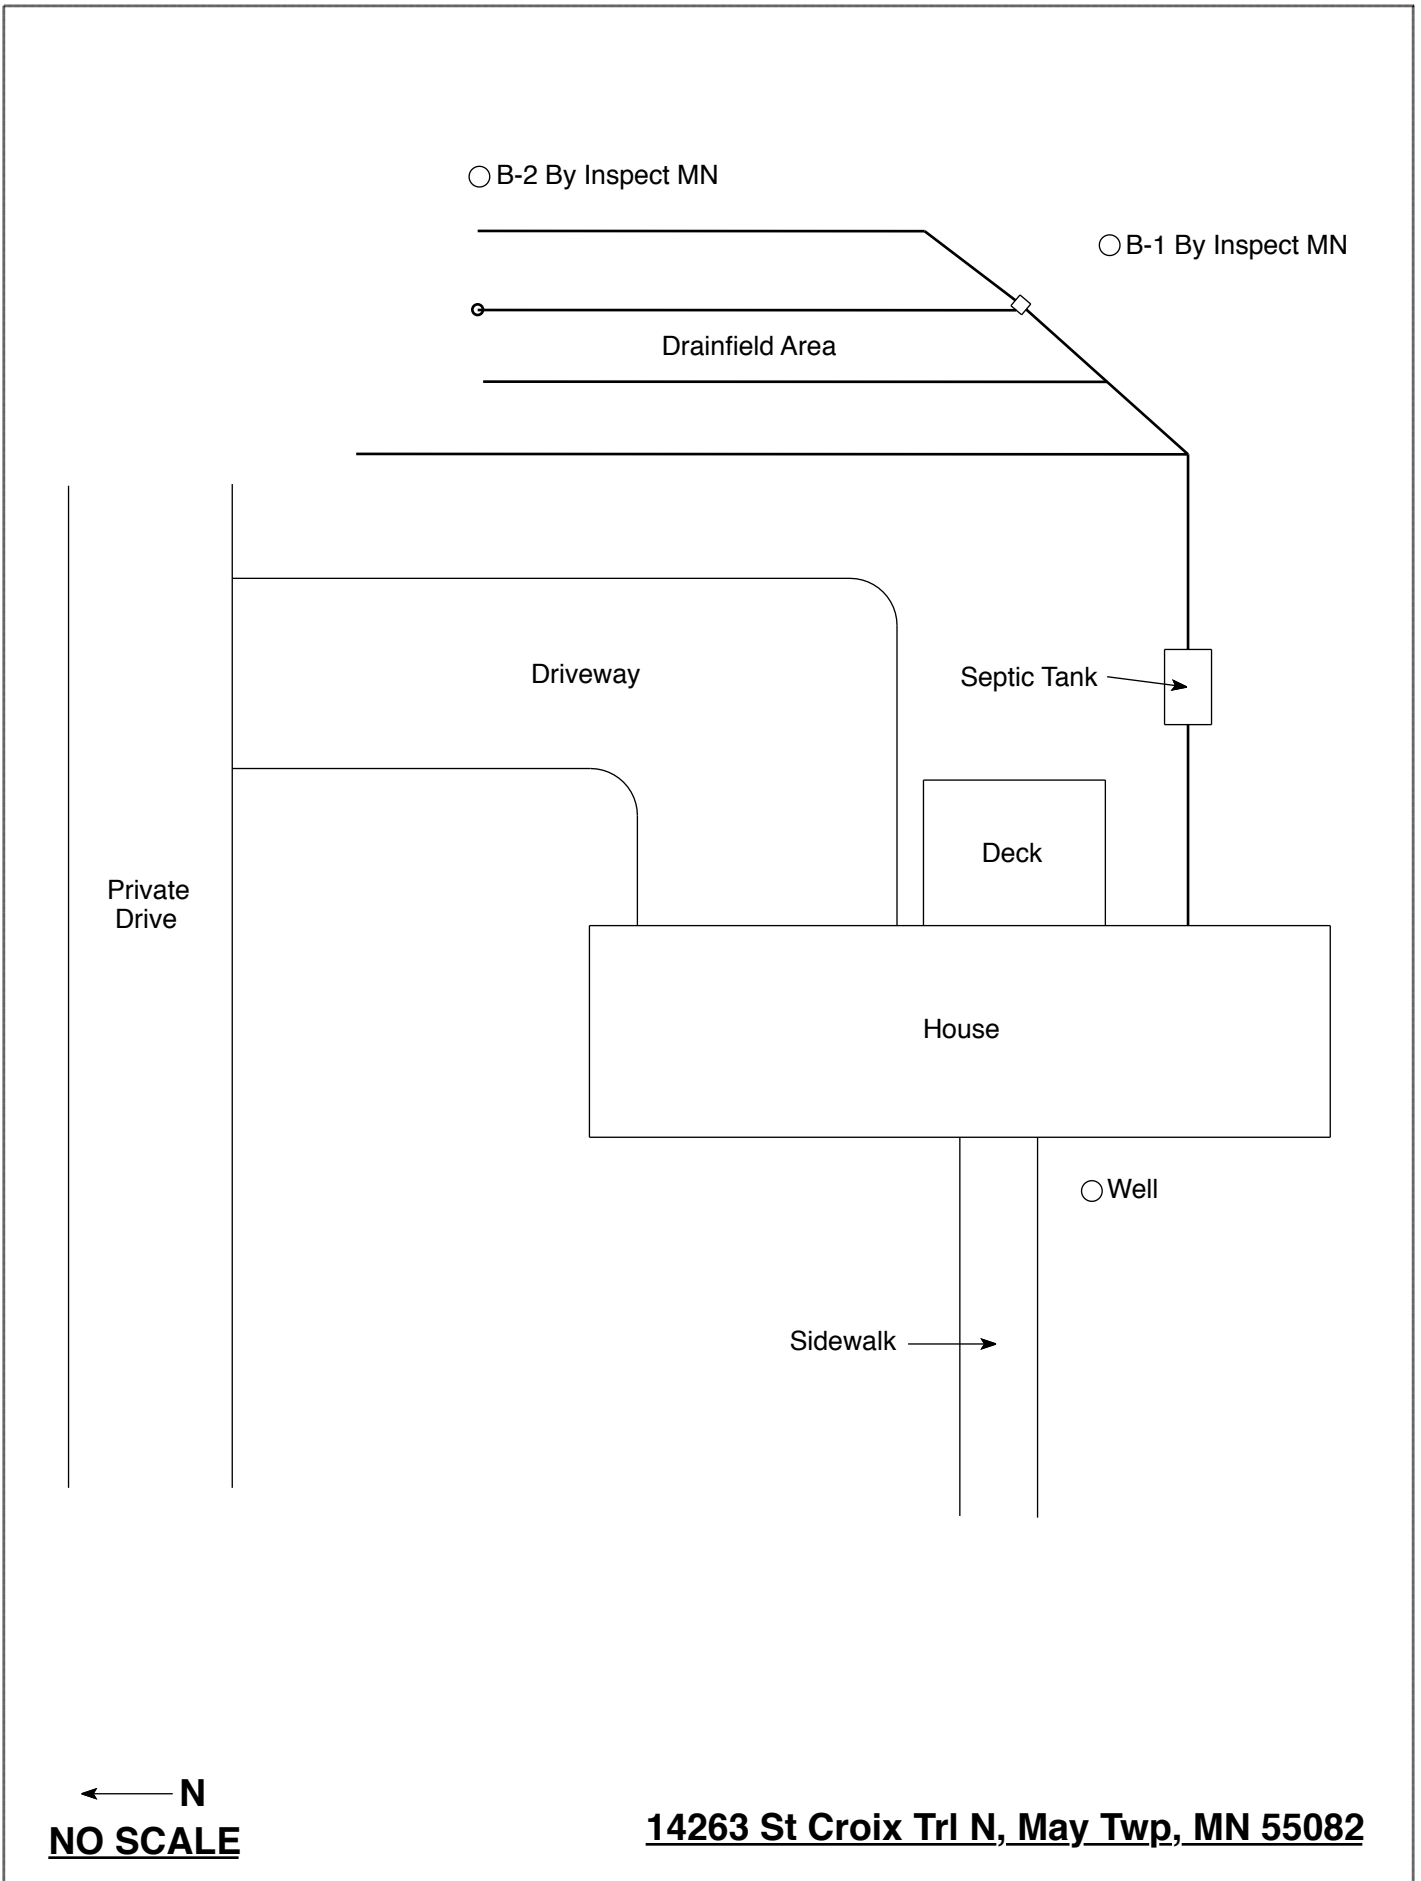 B-2 By Inspect MN
B-1 By Inspect MN
Drainfield Area
Driveway
Septic Tank
Deck
Private
Drive
House
Well
Sidewalk
N
NO SCALE
14263 St Croix Trl N, May Twp, MN 55082